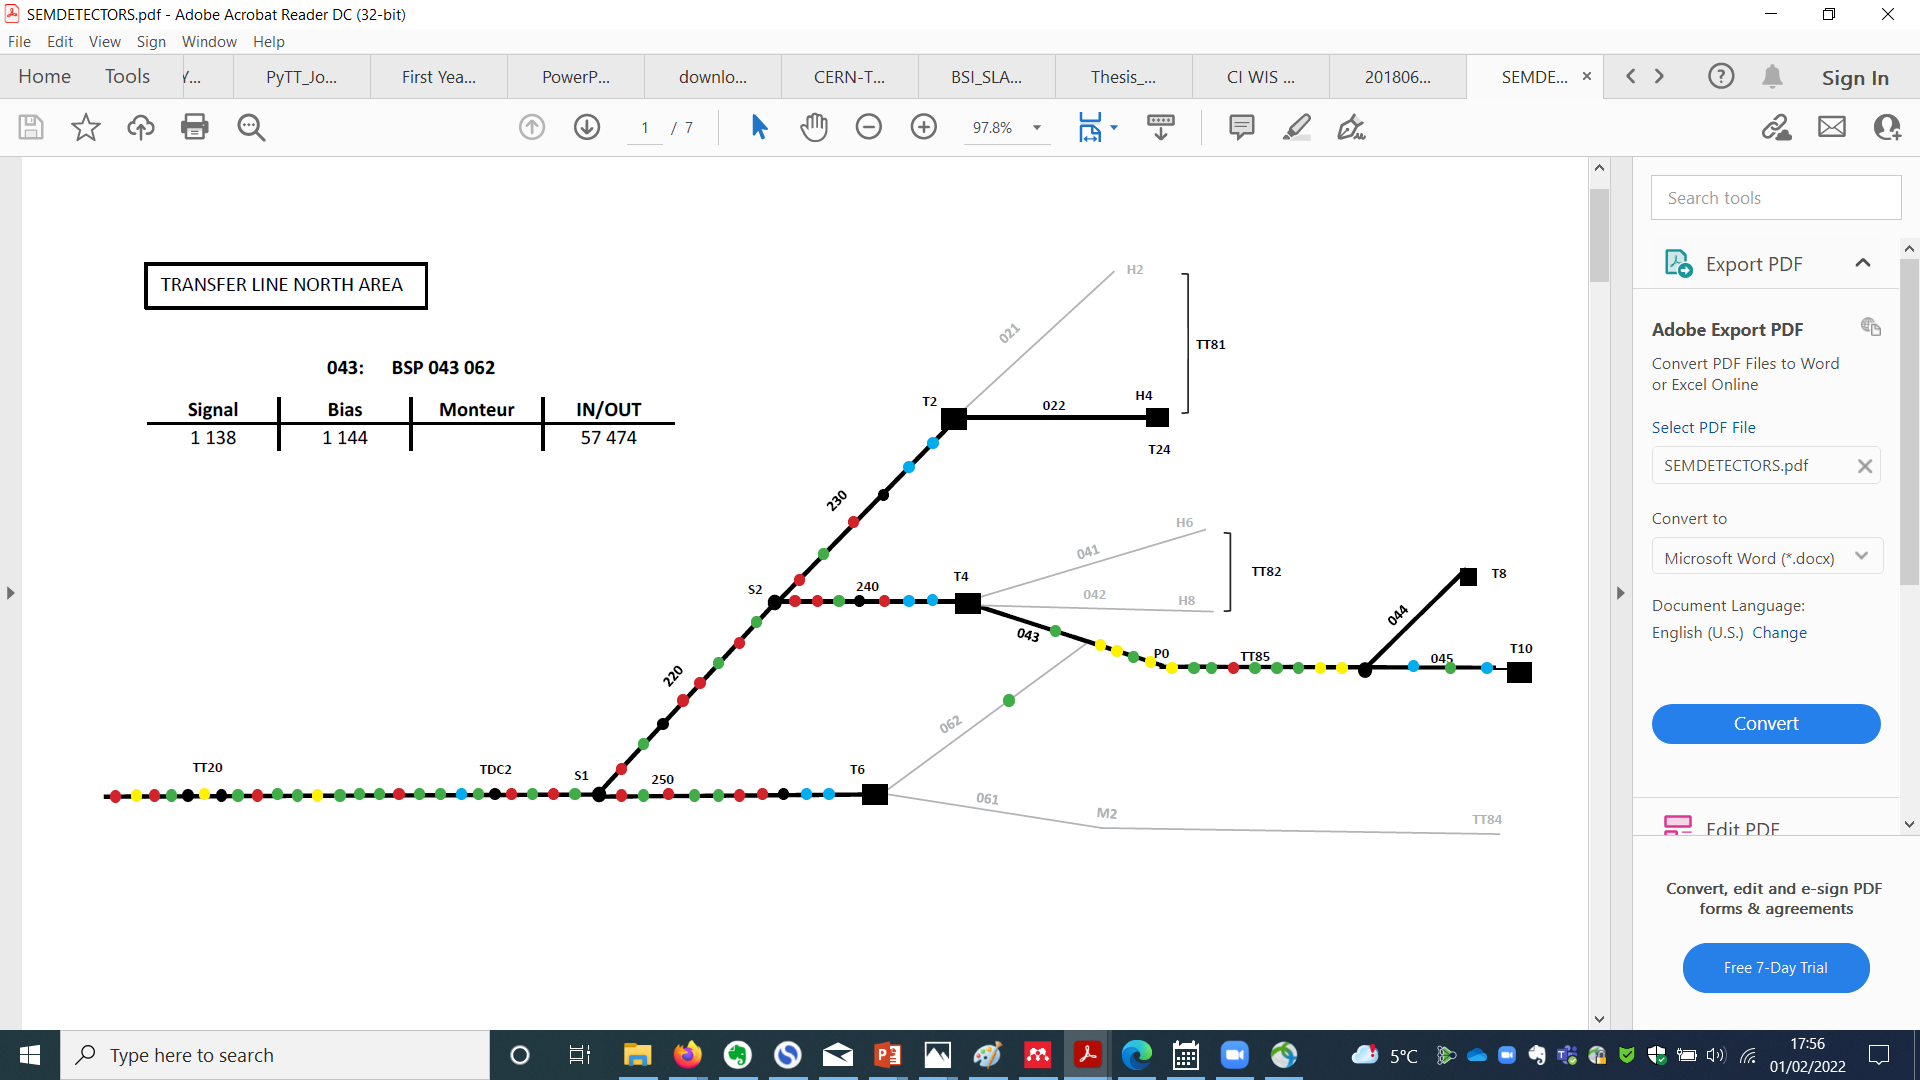 SEMDETECTORS.pdf - Adobe Acrobat Reader DC (32-bit)
File Edit View Sign Window Help
Home Tools Y... PyTT_Jo... First Yea... PowerP... downlo... CERN-T... BSI_SLA... Thesis_... CI WIS ... 201806... SEMDE... Sign In
1 / 7 97.8%
TRANSFER LINE NORTH AREA
043: BSP 043 062
Signal Bias Monteur IN/OUT
1 138 1 144 57 474
H2
021
TT81
T2
022
H4
T24
230
H6
041
TT82
S2
240
T4
042
H8
T8
043
044
P0
TT85
045
T10
220
062
TT20
TDC2
S1
250
T6
061
M2
TT84
Search tools
Export PDF
Adobe Export PDF
Convert PDF Files to Word
or Excel Online
Select PDF File
SEMDETECTORS.pdf
Convert to
Microsoft Word (*.docx)
Document Language:
English (U.S.) Change
Convert
Edit PDF
Convert, edit and e-sign PDF
forms & agreements
Free 7-Day Trial
Type here to search
5°C
17:56
01/02/2022